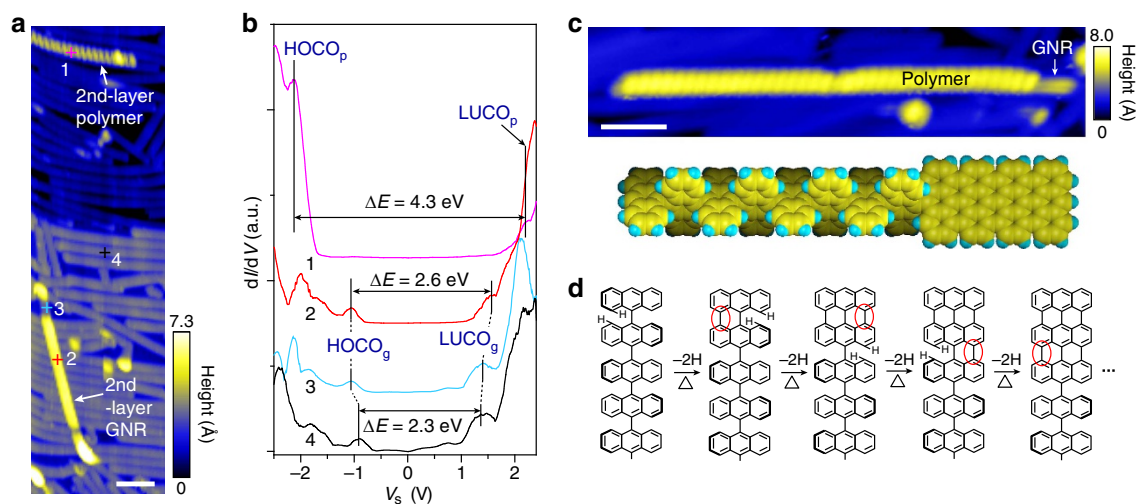 a
1
2nd-layer
polymer
4
3
2
2nd
-layer
GNR
7.3
Height (Å)
0
b
HOCOp
LUCOp
ΔE = 4.3 eV
1
ΔE = 2.6 eV
2
HOCOg
LUCOg
3
ΔE = 2.3 eV
4
dI/dV (a.u.)
−2 −1 0 1 2
Vs (V)
c
GNR
Polymer
8.0
Height (Å)
0
d
H
H
−2H
△
H
H
−2H
△
H
H
−2H
△
H
H
−2H
△
...